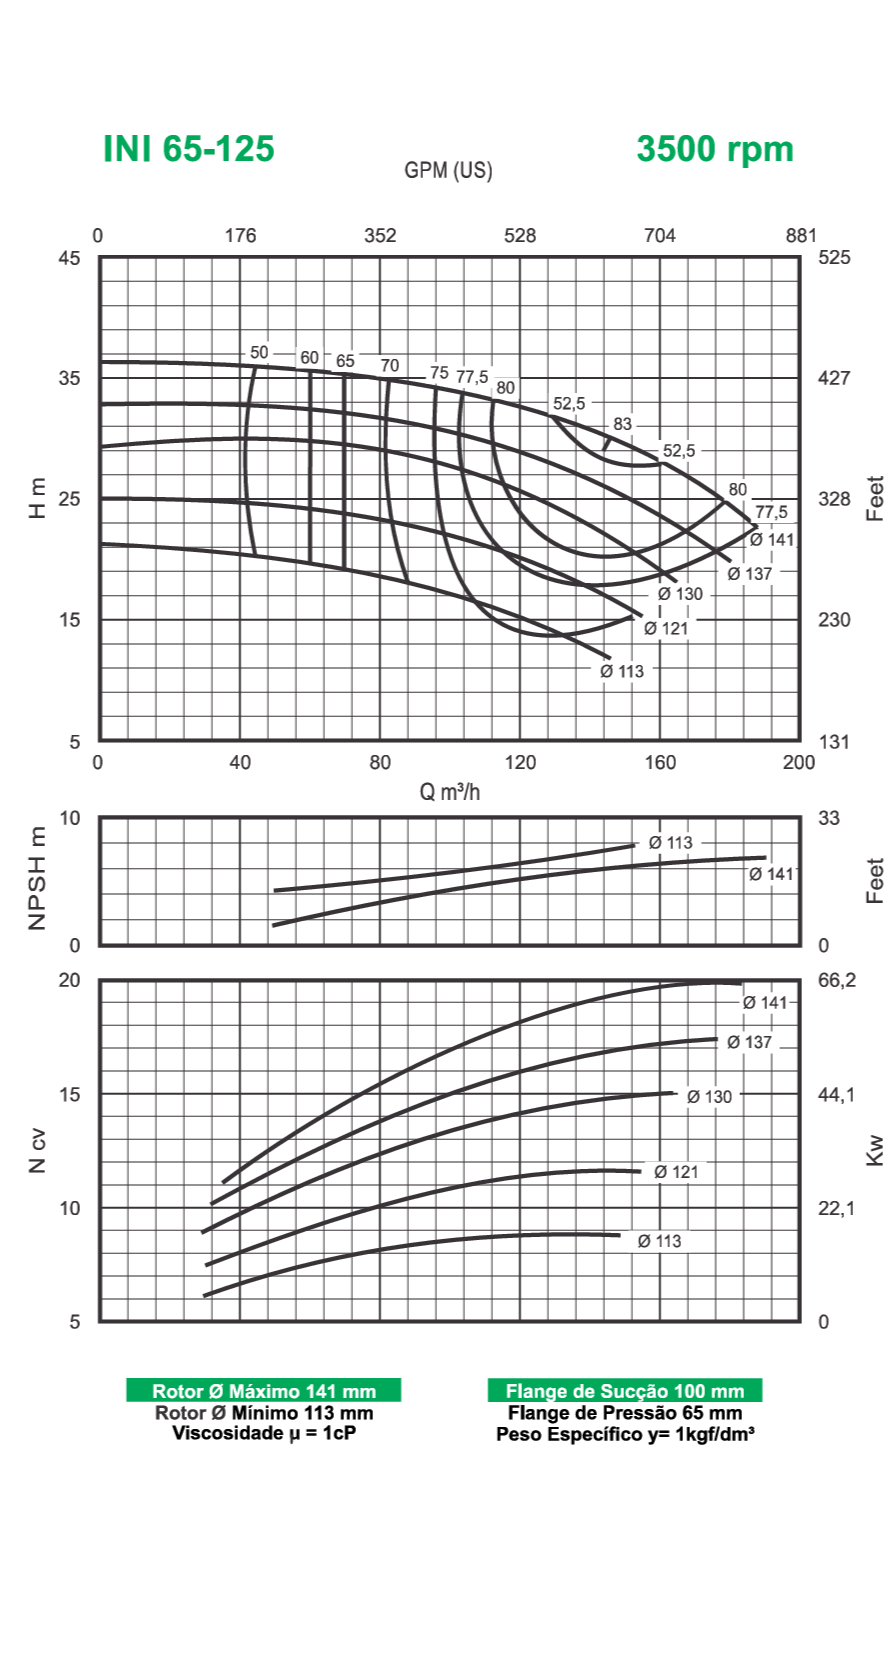 INI 65-125 3500 rpm
GPM (US)
0 176 352 528 704 881
45 525
50 60 65 70 75 77,5 80
35 427
52,5
83
52,5
H m 25 80 328 Feet
77,5
Ø 141
Ø 137
Ø 130
15 Ø 121 230
Ø 113
5 131
0 40 80 120 160 200
Q m³/h
10 33
Ø 113
NPSH m Ø 141 Feet
0 0
20 66,2
Ø 141
Ø 137
15 Ø 130 44,1
N cv Kw
Ø 121
10 22,1
Ø 113
5 0
Rotor Ø Máximo 141 mm Flange de Sucção 100 mm
Rotor Ø Mínimo 113 mm Flange de Pressão 65 mm
Viscosidade µ = 1cP Peso Específico y= 1kgf/dm³